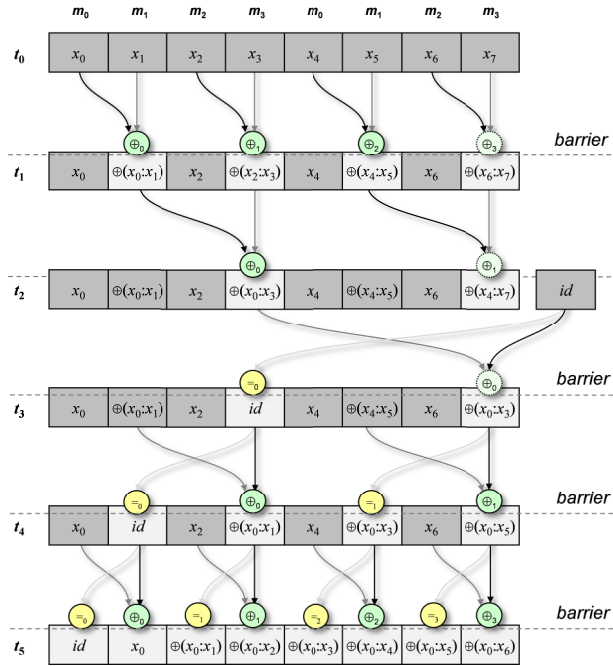 m₀ m₁ m₂ m₃ m₀ m₁ m₂ m₃
t₀ x₀ x₁ x₂ x₃ x₄ x₅ x₆ x₇
⊕₀ ⊕₁ ⊕₂ ⊕₃ barrier
t₁ x₀ ⊕(x₀:x₁) x₂ ⊕(x₂:x₃) x₄ ⊕(x₄:x₅) x₆ ⊕(x₆:x₇)
⊕₀ ⊕₁
t₂ x₀ ⊕(x₀:x₁) x₂ ⊕(x₀:x₃) x₄ ⊕(x₄:x₅) x₆ ⊕(x₄:x₇) id
=₀ ⊕₀ barrier
t₃ x₀ ⊕(x₀:x₁) x₂ id x₄ ⊕(x₄:x₅) x₆ ⊕(x₀:x₃)
=₀ ⊕₀ =₁ ⊕₁ barrier
t₄ x₀ id x₂ ⊕(x₀:x₁) x₄ ⊕(x₀:x₃) x₆ ⊕(x₀:x₅)
=₀ ⊕₀ =₁ ⊕₁ =₂ ⊕₂ =₃ ⊕₃ barrier
t₅ id x₀ ⊕(x₀:x₁) ⊕(x₀:x₂) ⊕(x₀:x₃) ⊕(x₀:x₄) ⊕(x₀:x₅) ⊕(x₀:x₆)